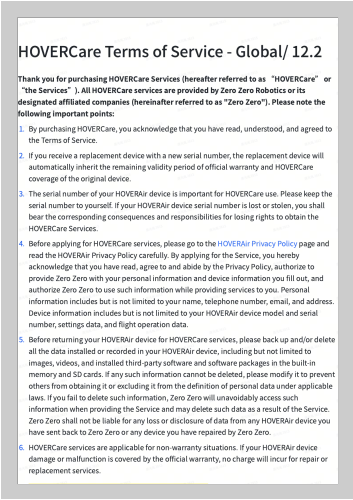 HOVERCare Terms of Service - Global/ 12.2
Thank you for purchasing HOVERCare Services (hereafter referred to as “HOVERCare” or
“the Services”). All HOVERCare services are provided by Zero Zero Robotics or its
designated affiliated companies (hereinafter referred to as "Zero Zero"). Please note the
following important points:
1. By purchasing HOVERCare, you acknowledge that you have read, understood, and agreed to
the Terms of Service.
2. If you receive a replacement device with a new serial number, the replacement device will
automatically inherit the remaining validity period of official warranty and HOVERCare
coverage of the original device.
3. The serial number of your HOVERAir device is important for HOVERCare use. Please keep the
serial number to yourself. If your HOVERAir device serial number is lost or stolen, you shall
bear the corresponding consequences and responsibilities for losing rights to obtain the
HOVERCare Services.
4. Before applying for HOVERCare services, please go to the HOVERAir Privacy Policy page and
read the HOVERAir Privacy Policy carefully. By applying for the Service, you hereby
acknowledge that you have read, agree to and abide by the Privacy Policy, authorize to
provide Zero Zero with your personal information and device information you fill out, and
authorize Zero Zero to use such information while providing services to you. Personal
information includes but is not limited to your name, telephone number, email, and address.
Device information includes but is not limited to your HOVERAir device model and serial
number, settings data, and flight operation data.
5. Before returning your HOVERAir device for HOVERCare services, please back up and/or delete
all the data installed or recorded in your HOVERAir device, including but not limited to
images, videos, and installed third-party software and software packages in the built-in
memory and SD cards. If any such information cannot be deleted, please modify it to prevent
others from obtaining it or excluding it from the definition of personal data under applicable
laws. If you fail to delete such information, Zero Zero will unavoidably access such
information when providing the Service and may delete such data as a result of the Service.
Zero Zero shall not be liable for any loss or disclosure of data from any HOVERAir device you
have sent back to Zero Zero or any device you have repaired by Zero Zero.
6. HOVERCare services are applicable for non-warranty situations. If your HOVERAir device
damage or malfunction is covered by the official warranty, no charge will incur for repair or
replacement services.